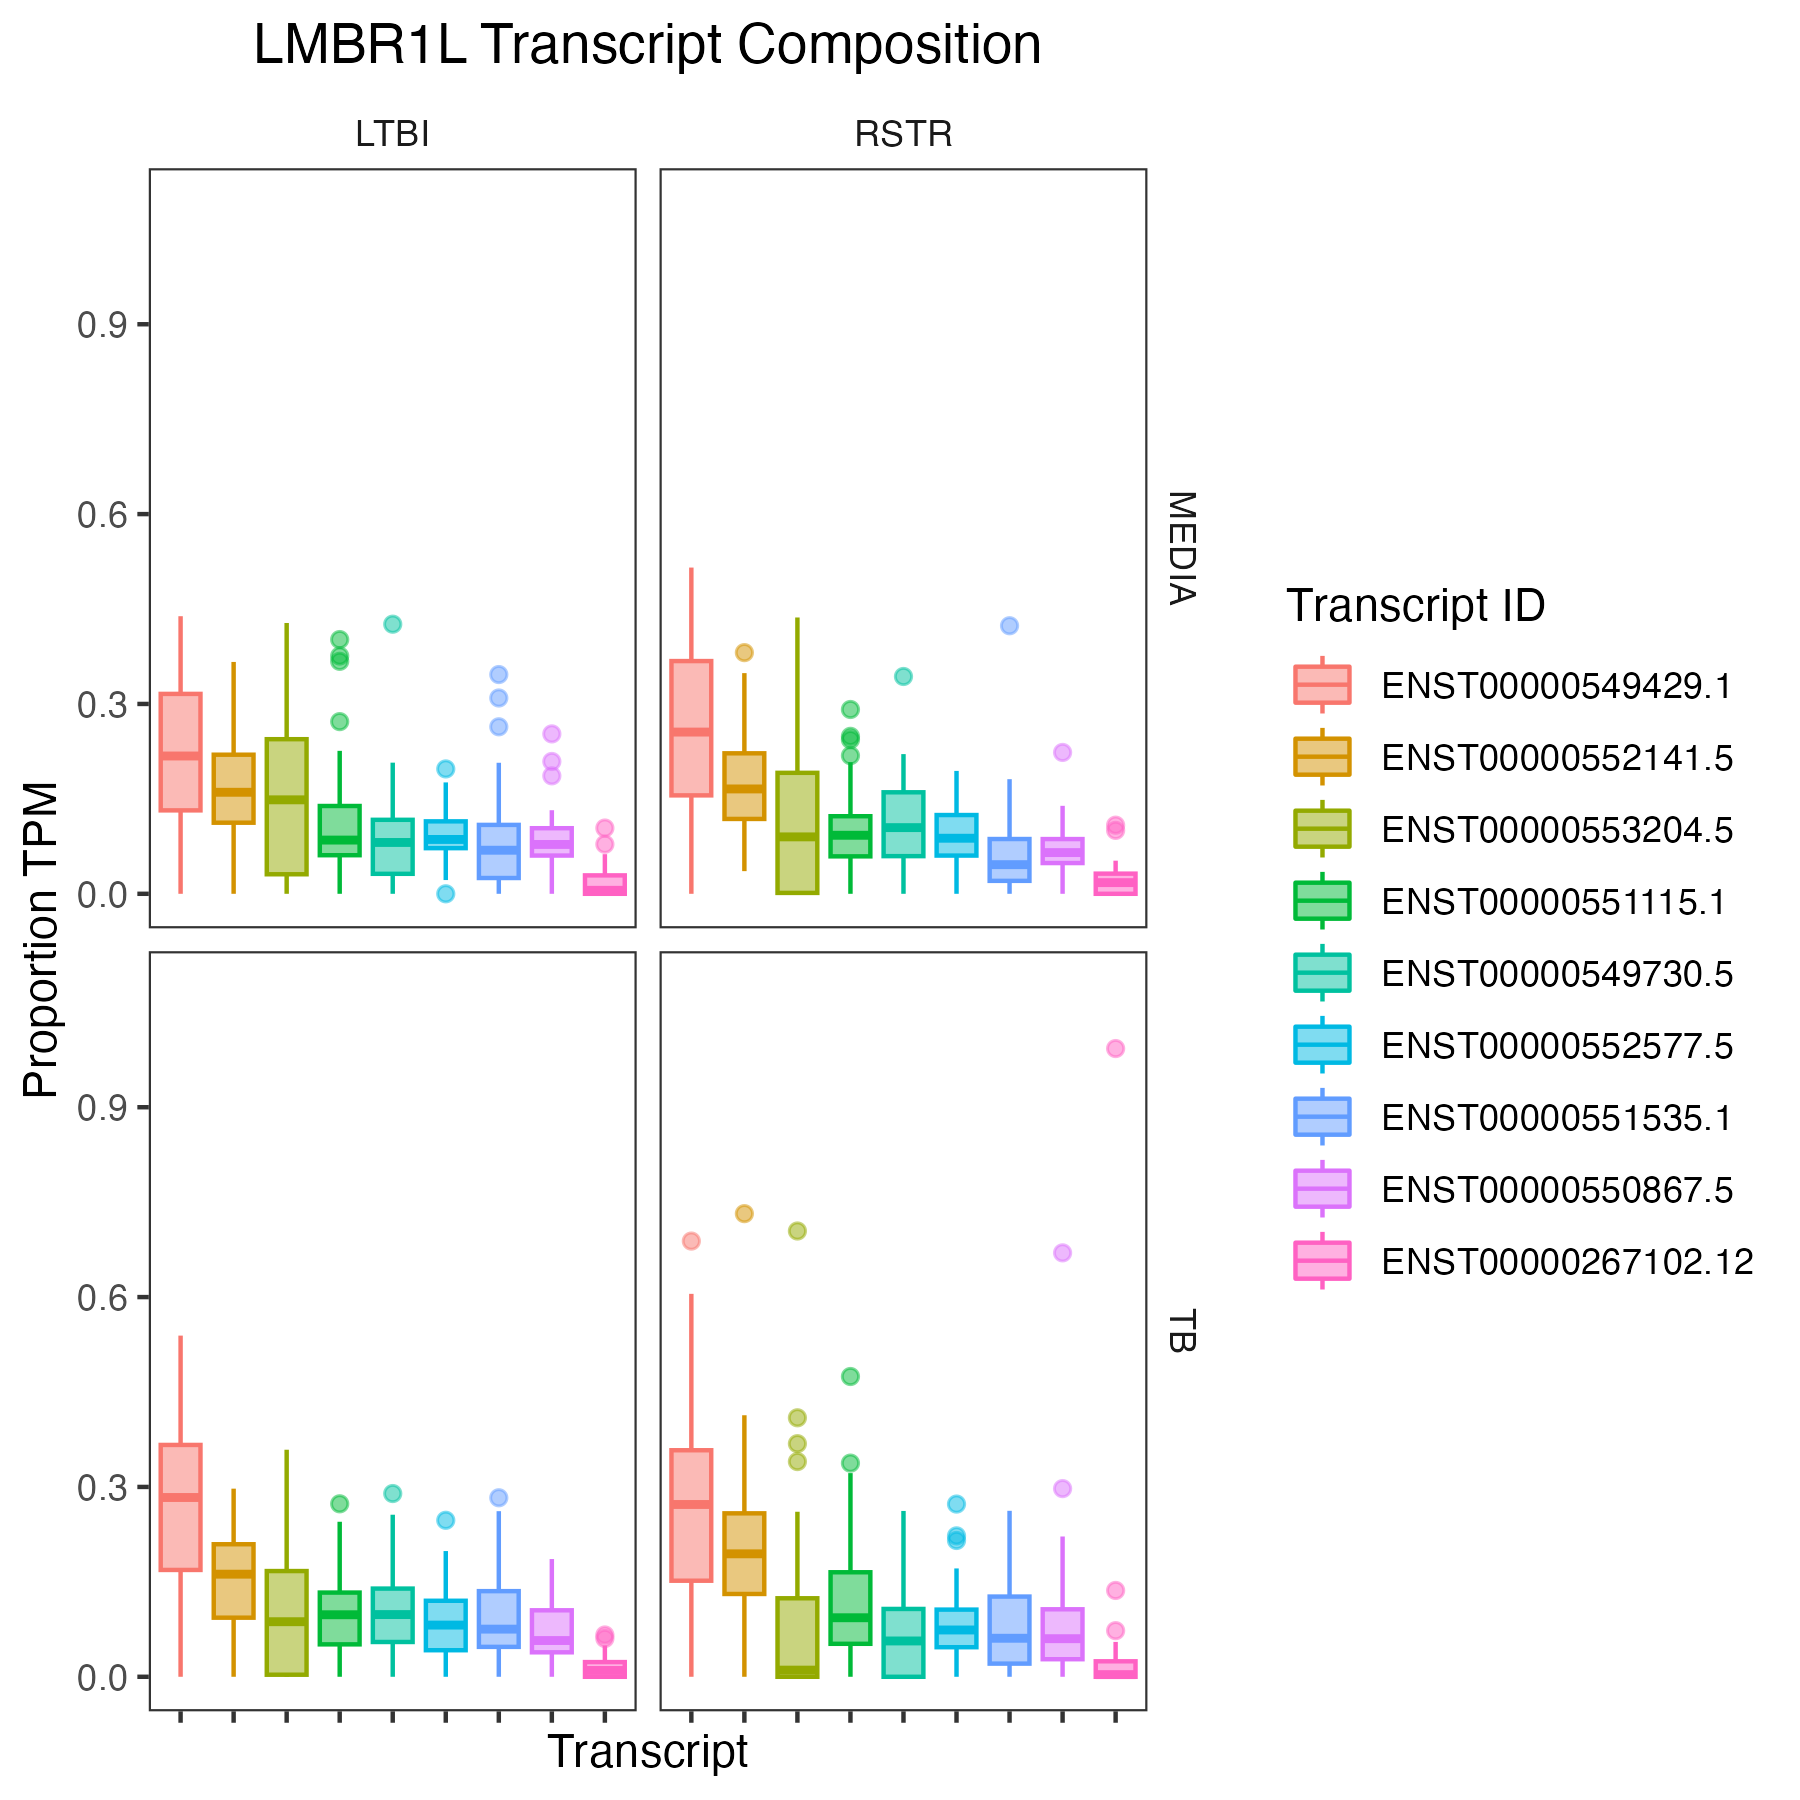 LMBR1L Transcript Composition
LTBI
RSTR
0.9
0.6
0.3
0.0
MEDIA
0.9
0.6
0.3
0.0
TB
Proportion TPM
Transcript
Transcript ID
ENST00000549429.1
ENST00000552141.5
ENST00000553204.5
ENST00000551115.1
ENST00000549730.5
ENST00000552577.5
ENST00000551535.1
ENST00000550867.5
ENST00000267102.12